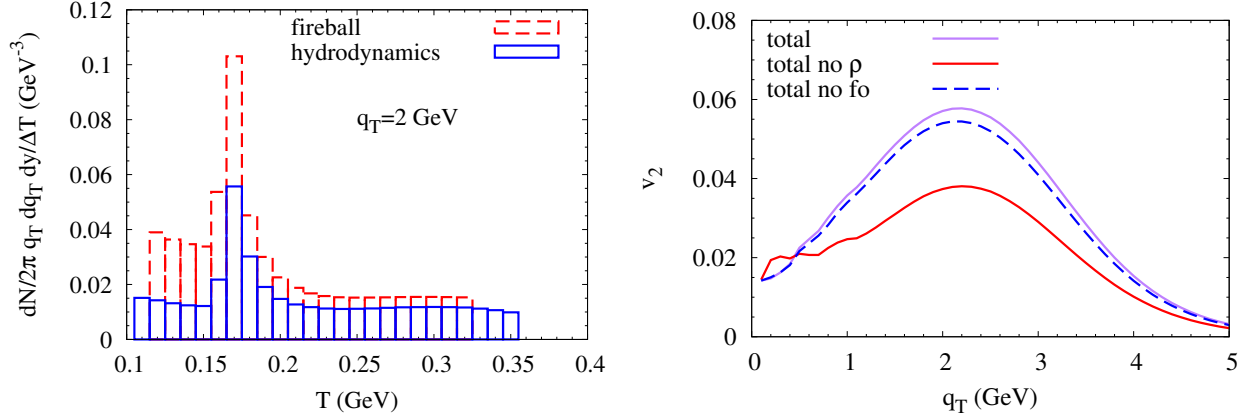 dN/2π q_T dq_T dy/ΔT (GeV⁻³)
0.12
0.1
0.08
0.06
0.04
0.02
0
fireball
hydrodynamics
q_T=2 GeV
0.1 0.15 0.2 0.25 0.3 0.35 0.4
T (GeV)
v_2
0.08
0.06
0.04
0.02
0
total
total no ρ
total no fo
0 1 2 3 4 5
q_T (GeV)